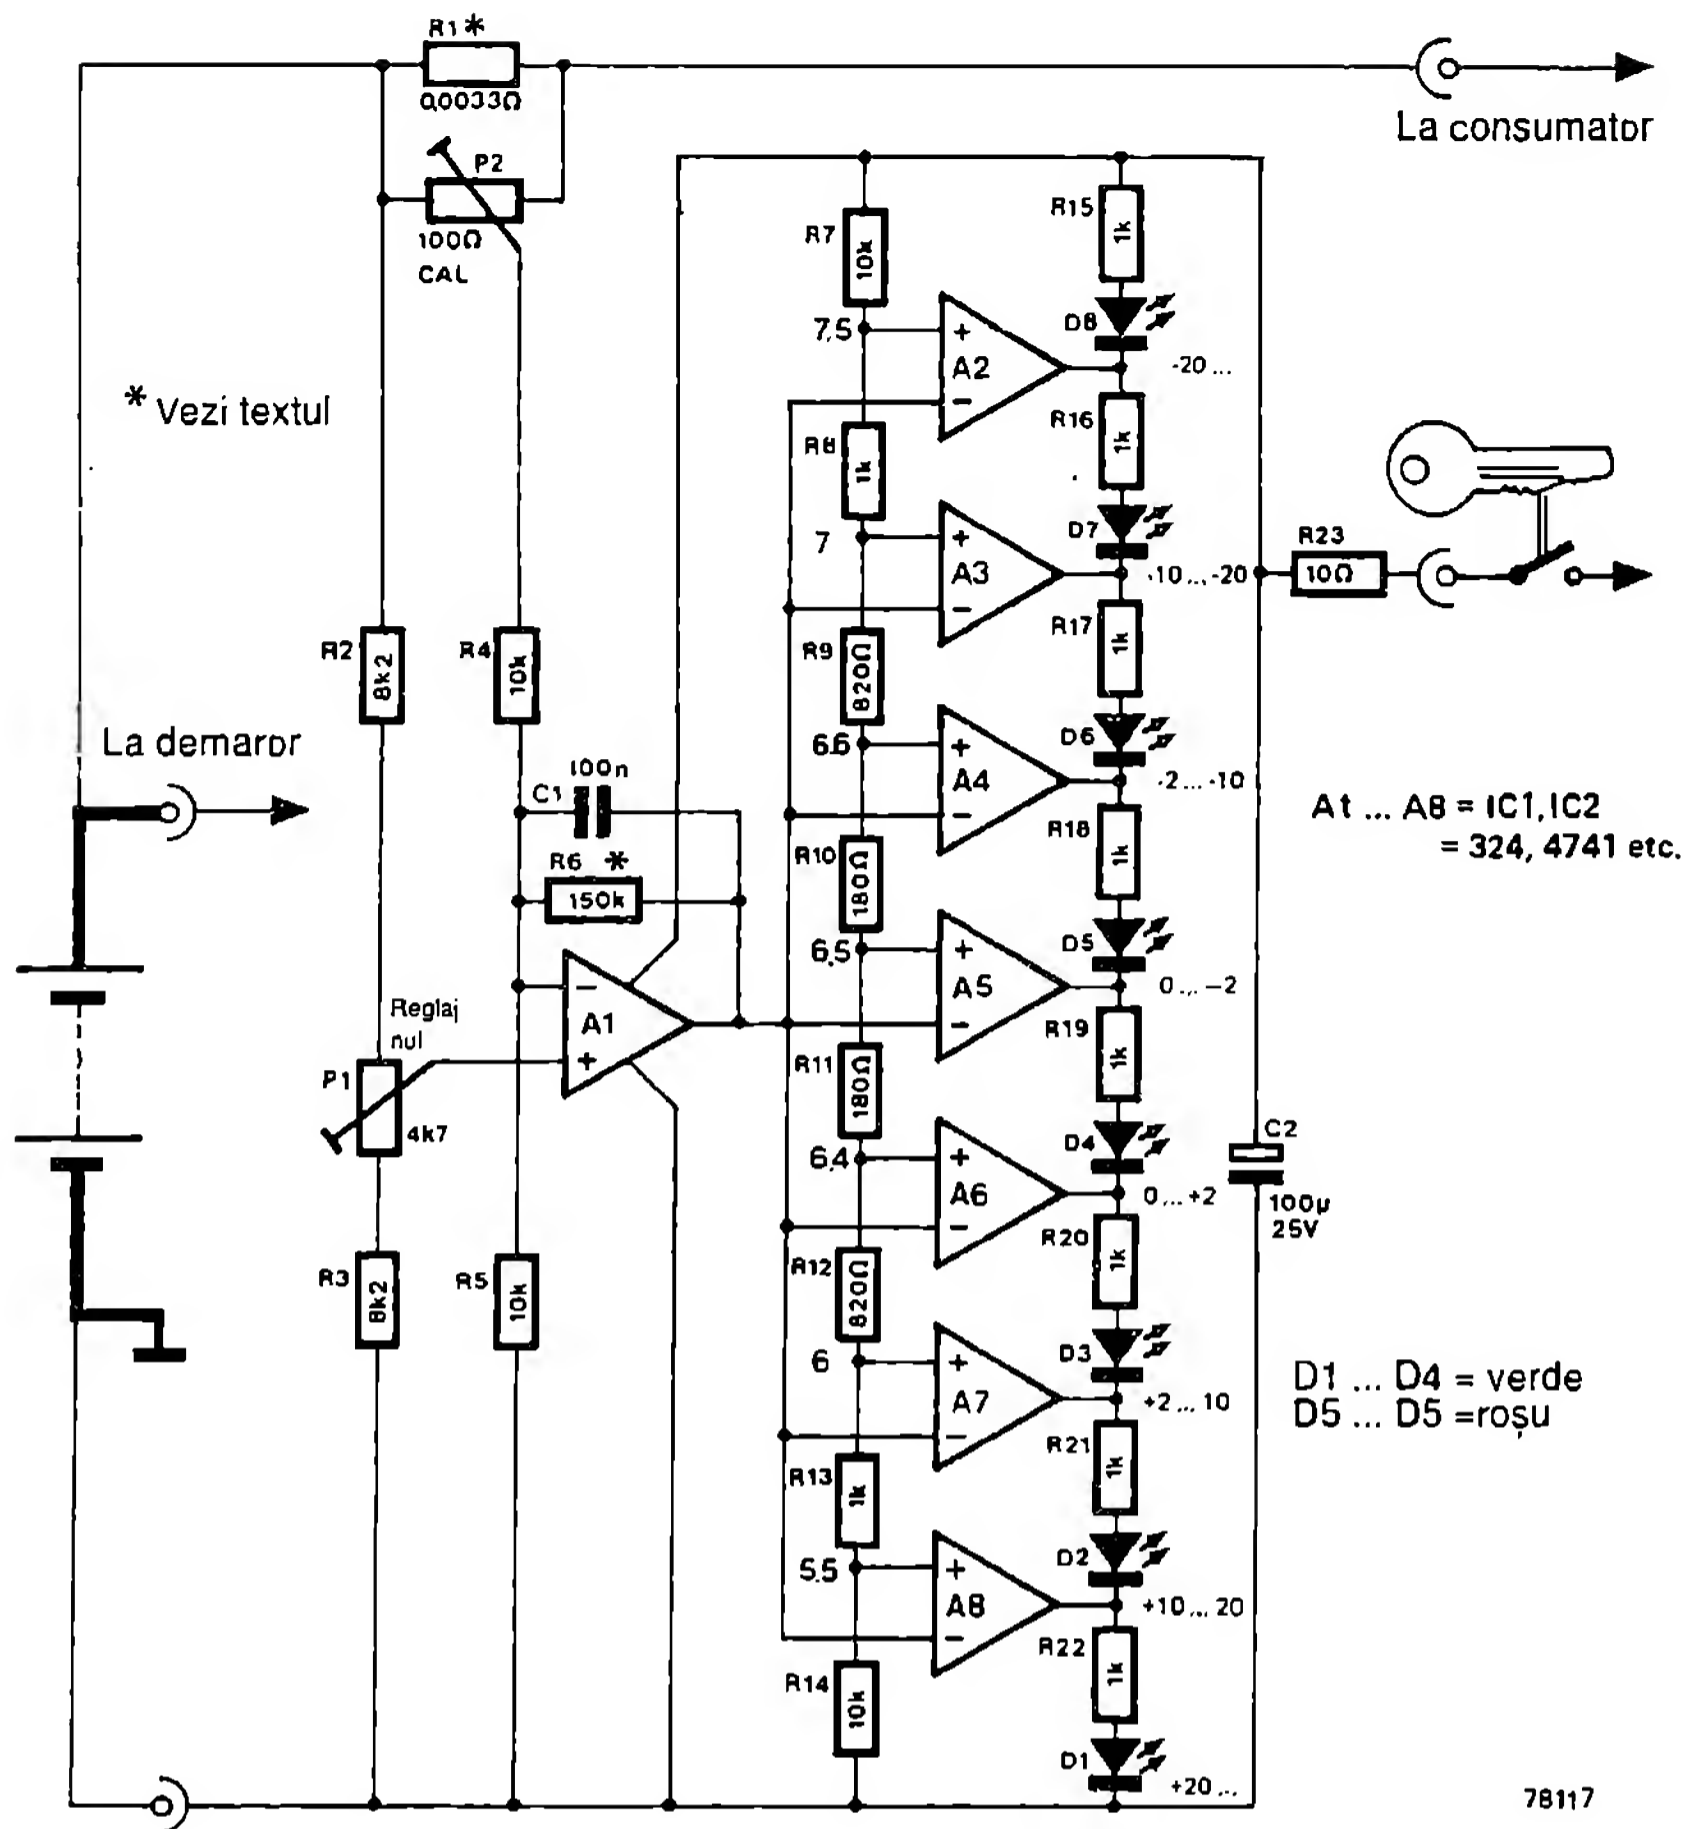 R1*
0,0033Ω
La consumator
P2
100Ω
CAL
R15
1k
R7
10k
D8
7,5
+
A2
−
-20...
* Vezi textul
R16
1k
R8
1k
D7
7
+
A3
−
-10...-20
R23
10Ω
R17
1k
R2
8k2
R4
10k
R9
820Ω
La demaror
D6
6.6
+
A4
−
-2...-10
100n
C1
At ... A8 = IC1, IC2
= 324, 4741 etc.
R18
1k
R6 *
150k
R10
180Ω
D5
6,5
+
A5
−
0...−2
Reglaj
nul
−
A1
+
R19
1k
P1
4k7
R11
180Ω
D4
C2
100µ
25V
6.4
+
A6
−
0...+2
R20
1k
R3
8k2
R5
10k
R12
820Ω
D3
6
+
A7
−
+2...10
D1 ... D4 = verde
D5 ... D5 =roșu
R21
1k
R13
1k
D2
5.5
+
A8
−
+10...20
R22
1k
R14
10k
D1
+20...
78117